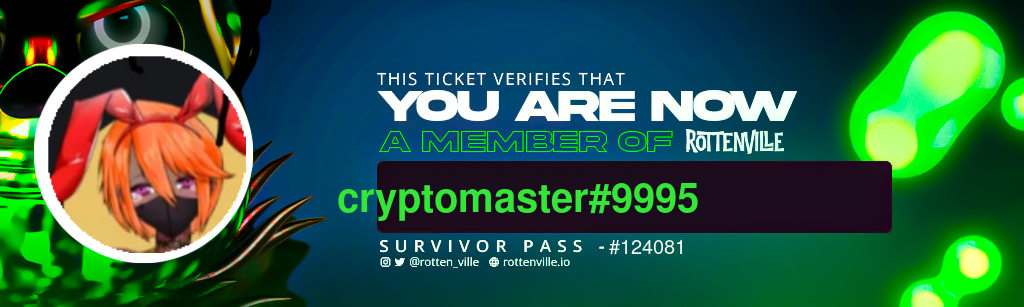 THIS TICKET VERIFIES THAT
YOU ARE NOW
A MEMBER OF ROTTENVILLE
cryptomaster#9995
SURVIVOR PASS - #124081
@rotten_ville rottenville.io